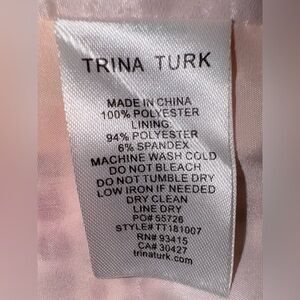 TRINA TURK
MADE IN CHINA
100% POLYESTER
LINING:
94% POLYESTER
6% SPANDEX
MACHINE WASH COLD
DO NOT BLEACH
DO NOT TUMBLE DRY
LOW IRON IF NEEDED
DRY CLEAN
LINE DRY
PO# 55726
STYLE# TT181007
RN# 93415
CA# 30427
trinaturk.com